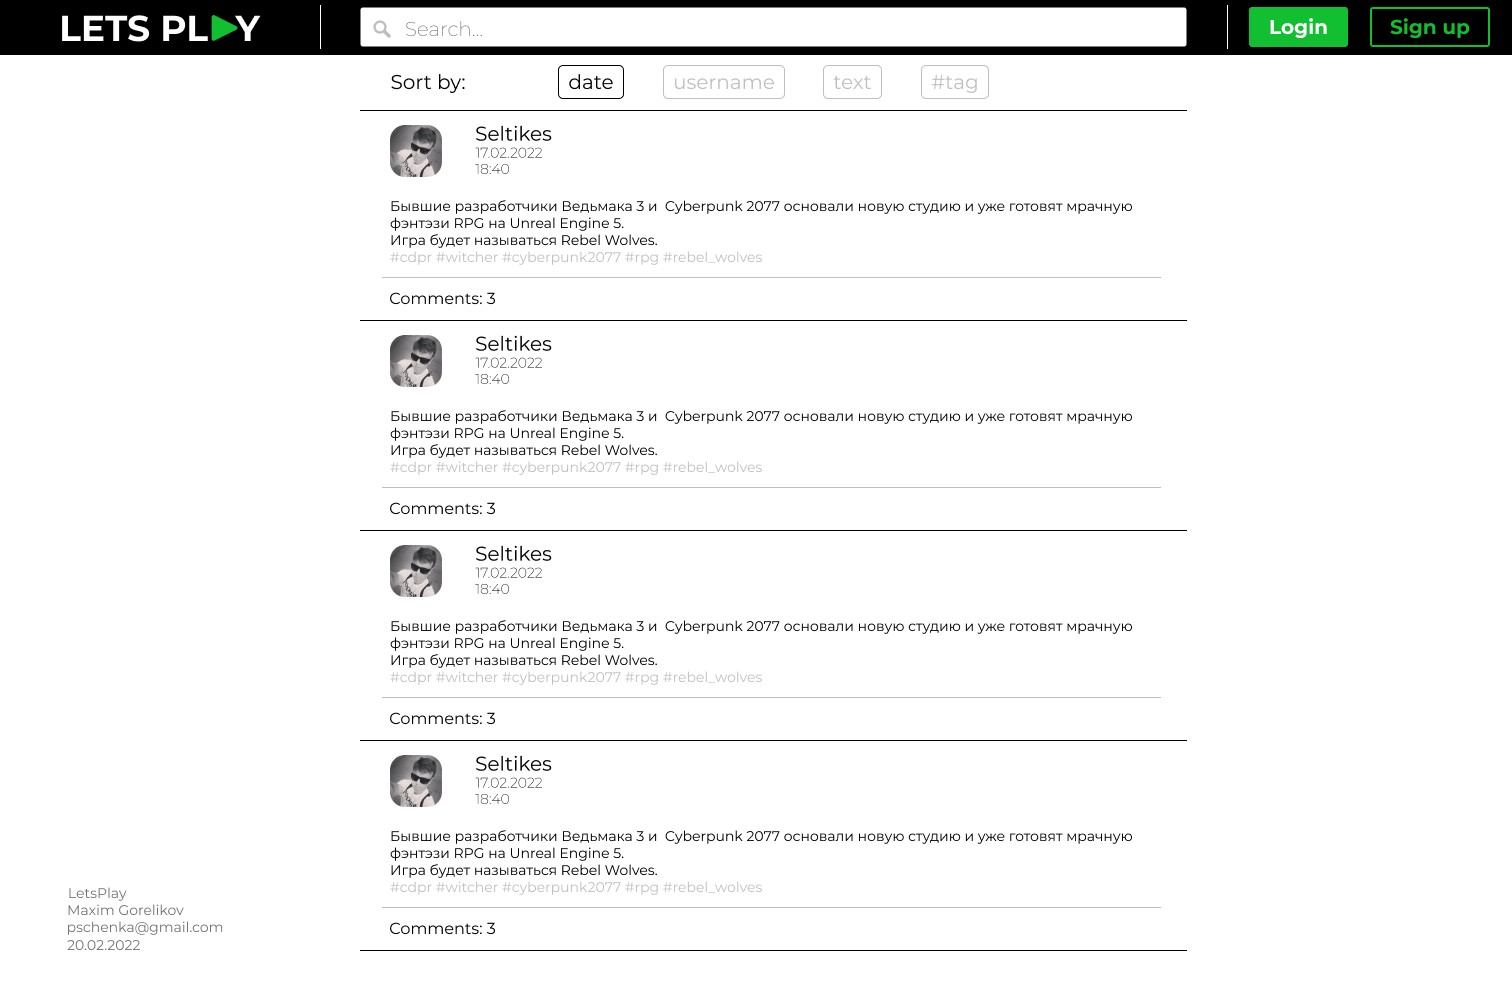 LETS PLAY
Search...
Login
Sign up
Sort by:
date
username
text
#tag
Seltikes
17.02.2022
18:40
Бывшие разработчики Ведьмака 3 и  Cyberpunk 2077 основали новую студию и уже готовят мрачную
фэнтэзи RPG на Unreal Engine 5.
Игра будет называться Rebel Wolves.
#cdpr #witcher #cyberpunk2077 #rpg #rebel_wolves
Comments: 3
Seltikes
17.02.2022
18:40
Бывшие разработчики Ведьмака 3 и  Cyberpunk 2077 основали новую студию и уже готовят мрачную
фэнтэзи RPG на Unreal Engine 5.
Игра будет называться Rebel Wolves.
#cdpr #witcher #cyberpunk2077 #rpg #rebel_wolves
Comments: 3
Seltikes
17.02.2022
18:40
Бывшие разработчики Ведьмака 3 и  Cyberpunk 2077 основали новую студию и уже готовят мрачную
фэнтэзи RPG на Unreal Engine 5.
Игра будет называться Rebel Wolves.
#cdpr #witcher #cyberpunk2077 #rpg #rebel_wolves
Comments: 3
Seltikes
17.02.2022
18:40
Бывшие разработчики Ведьмака 3 и  Cyberpunk 2077 основали новую студию и уже готовят мрачную
фэнтэзи RPG на Unreal Engine 5.
Игра будет называться Rebel Wolves.
#cdpr #witcher #cyberpunk2077 #rpg #rebel_wolves
Comments: 3
LetsPlay
Maxim Gorelikov
pschenka@gmail.com
20.02.2022